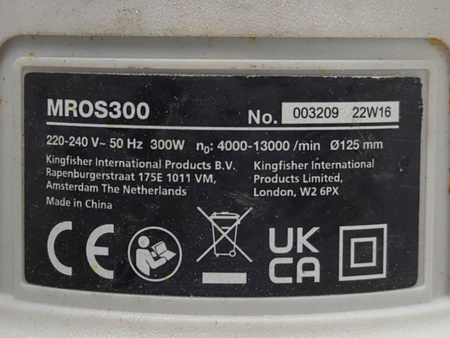 MROS300 No. 003209 22W16
220-240 V~ 50 Hz 300W n₀: 4000-13000 /min Ø125 mm
Kingfisher International Products B.V.
Rapenburgerstraat 175E 1011 VM,
Amsterdam The Netherlands
Made in China
Kingfisher International
Products Limited,
London, W2 6PX
CE
UK
CA